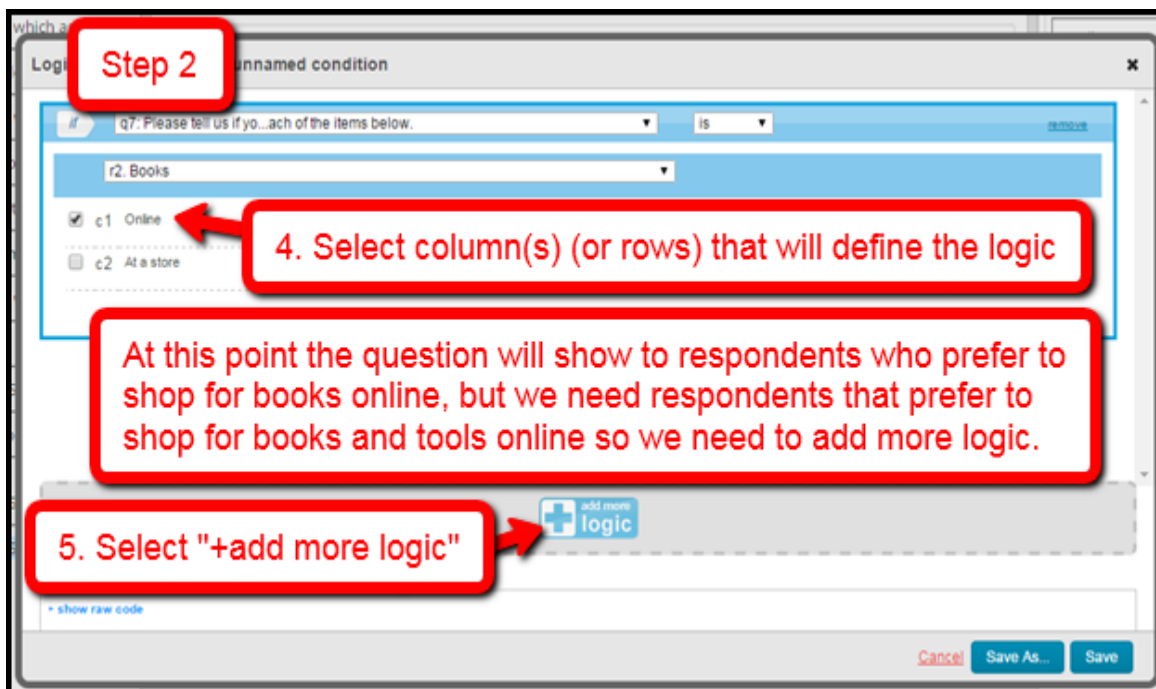 which a
Step 2
Logi
unnamed condition
×
if
q7: Please tell us if yo...ach of the items below.
is
remove
r2. Books
c1 Online
4. Select column(s) (or rows) that will define the logic
c2 At a store
At this point the question will show to respondents who prefer to
shop for books online, but we need respondents that prefer to
shop for books and tools online so we need to add more logic.
add more
logic
5. Select "+add more logic"
+ show raw code
Cancel
Save As...
Save